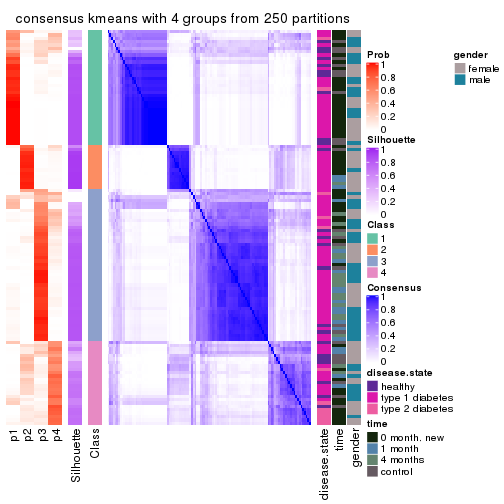 consensus kmeans with 4 groups from 250 partitions
Prob
1
0.8
0.6
0.4
0.2
0
gender
female
male
Silhouette
1
0.8
0.6
0.4
0.2
0
Class
1
2
3
4
Consensus
1
0.8
0.6
0.4
0.2
0
disease.state
healthy
type 1 diabetes
type 2 diabetes
time
0 month. new
1 month
4 months
control
p1
p2
p3
p4
Silhouette
Class
disease.state
time
gender